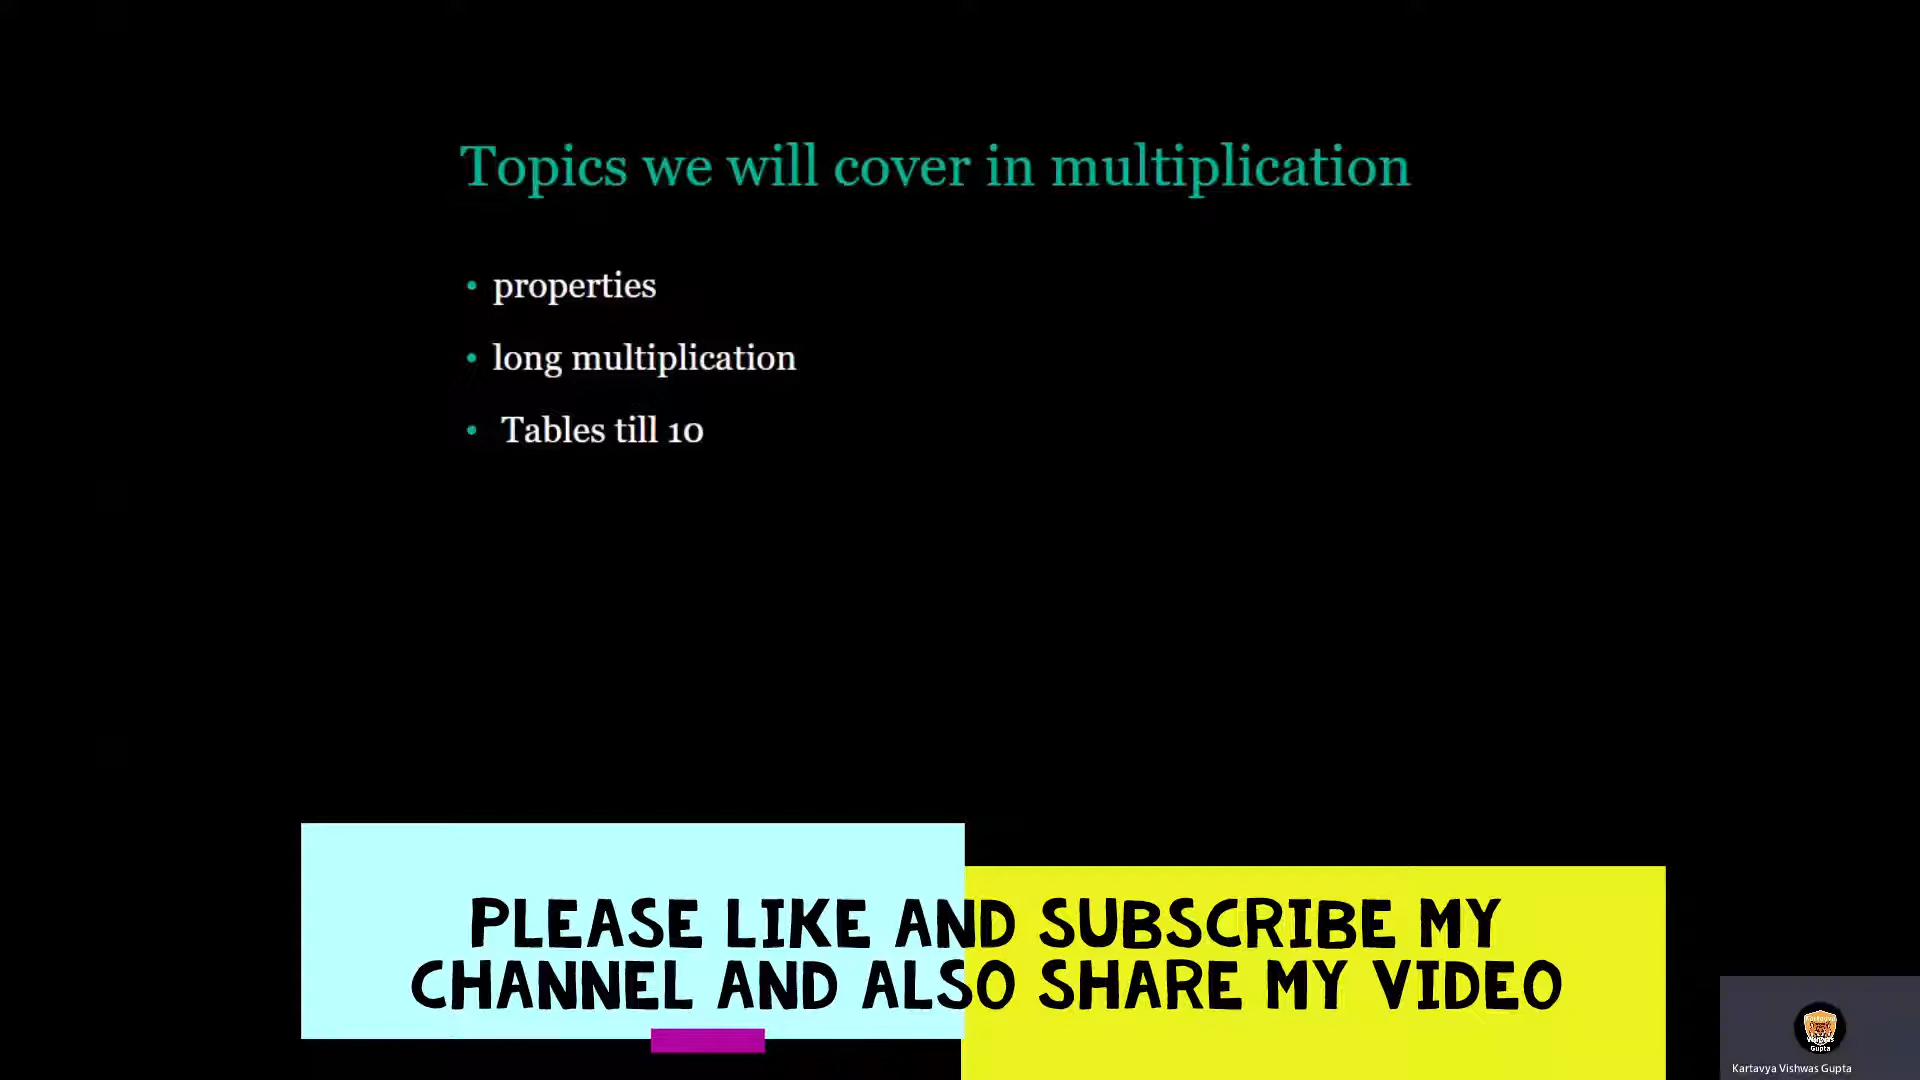 Topics we will cover in multiplication
• properties
• long multiplication
• Tables till 10
PLEASE LIKE AND SUBSCRIBE MY
CHANNEL AND ALSO SHARE MY VIDEO
Gupta
Kartavya Vishwas Gupta